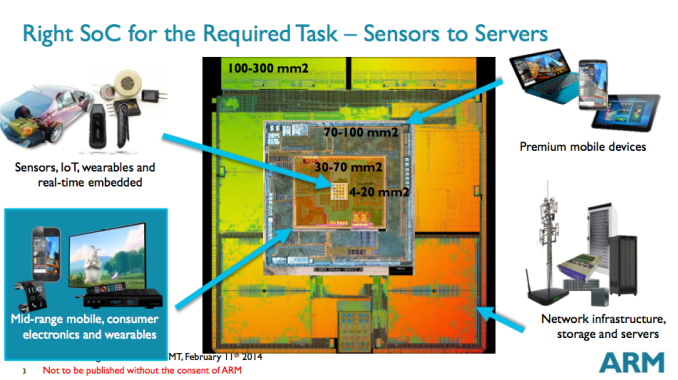 Right SoC for the Required Task – Sensors to Servers
100-300 mm2
70-100 mm2
30-70 mm2
4-20 mm2
Sensors, IoT, wearables and
real-time embedded
Premium mobile devices
Mid-range mobile, consumer
electronics and wearables
Network infrastructure,
storage and servers
MT, February 11th 2014
3 Not to be published without the consent of ARM
ARM